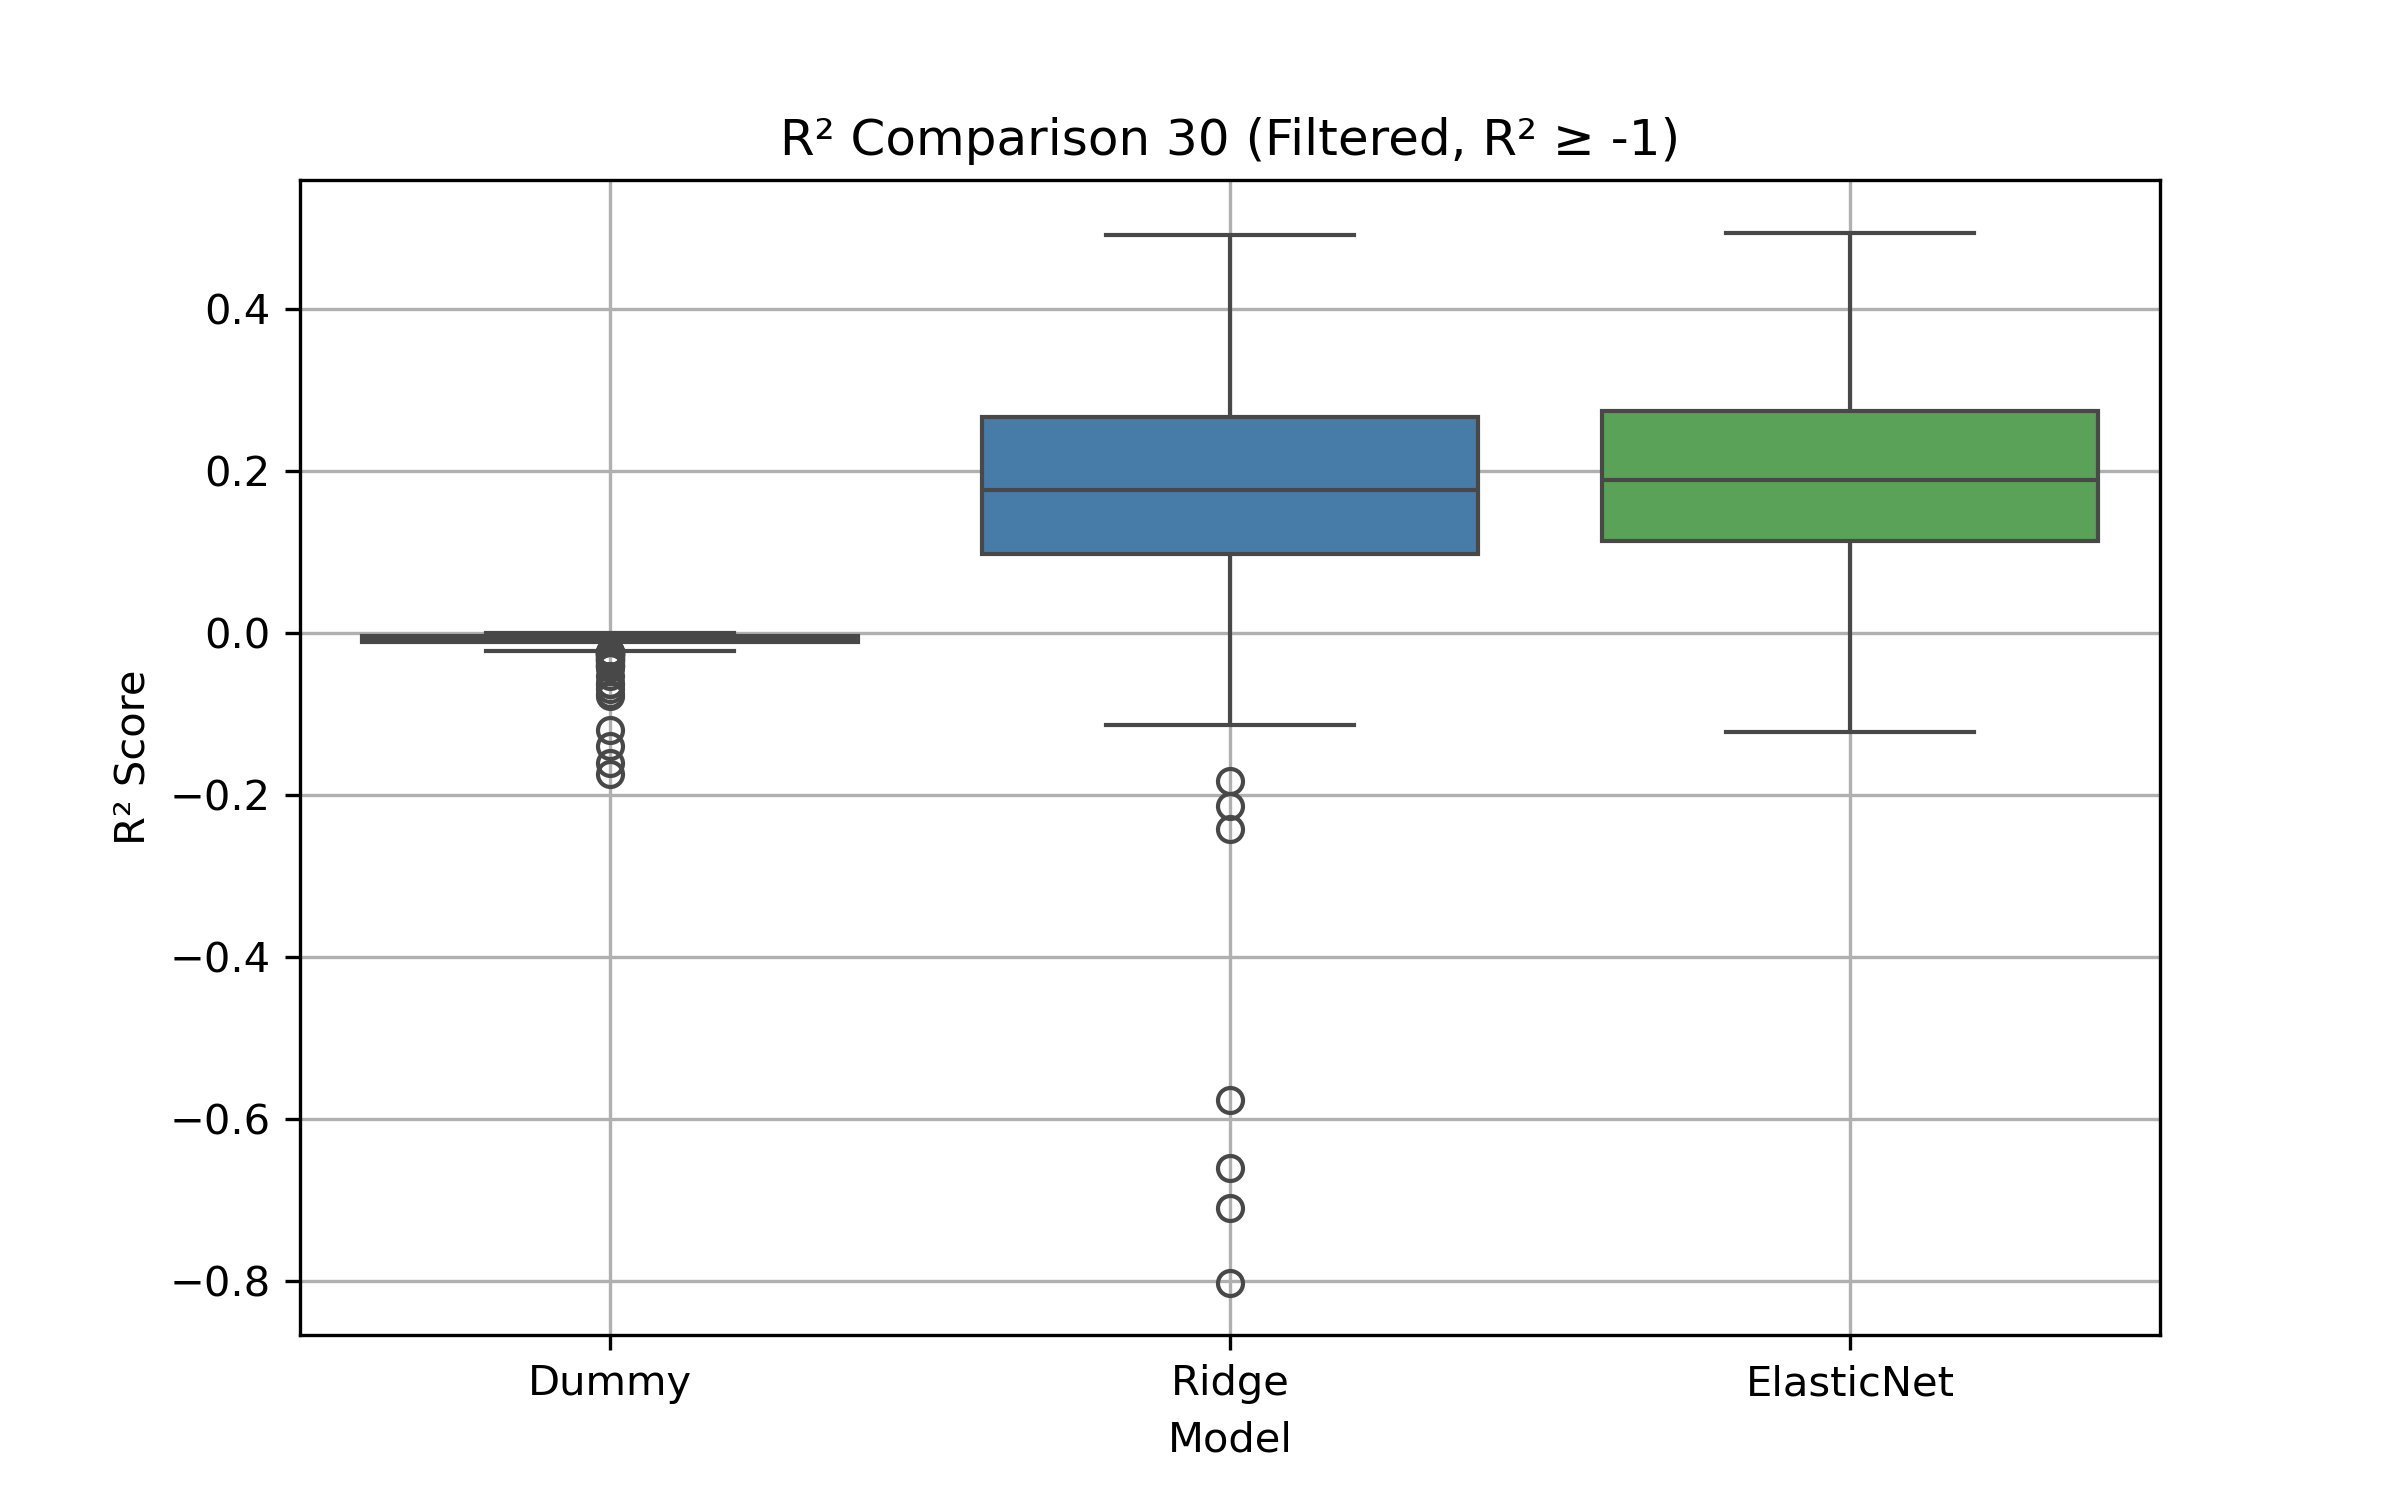 R² Comparison 30 (Filtered, R² ≥ -1)
R² Score
0.4
0.2
0.0
−0.2
−0.4
−0.6
−0.8
Dummy
Ridge
ElasticNet
Model